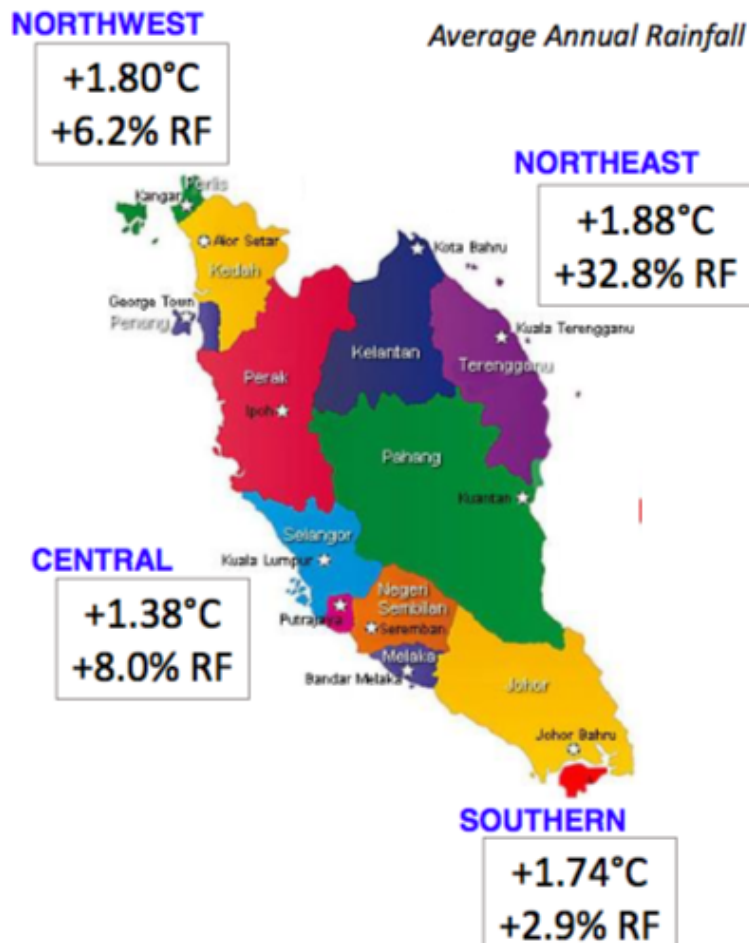 NORTHWEST
Average Annual Rainfall
+1.80°C
+6.2% RF
NORTHEAST
+1.88°C
+32.8% RF
Perlis
Kangar
Alor Setar
Kedah
Kota Bahru
George Town
Penang
Kuala Terengganu
Kelantan
Terengganu
Perak
Ipoh
Pahang
Kuantan
Selangor
Kuala Lumpur
CENTRAL
+1.38°C
+8.0% RF
Negeri
Sembilan
Putrajaya
Seremban
Melaka
Bandar Melaka
Johor
Johor Bahru
SOUTHERN
+1.74°C
+2.9% RF